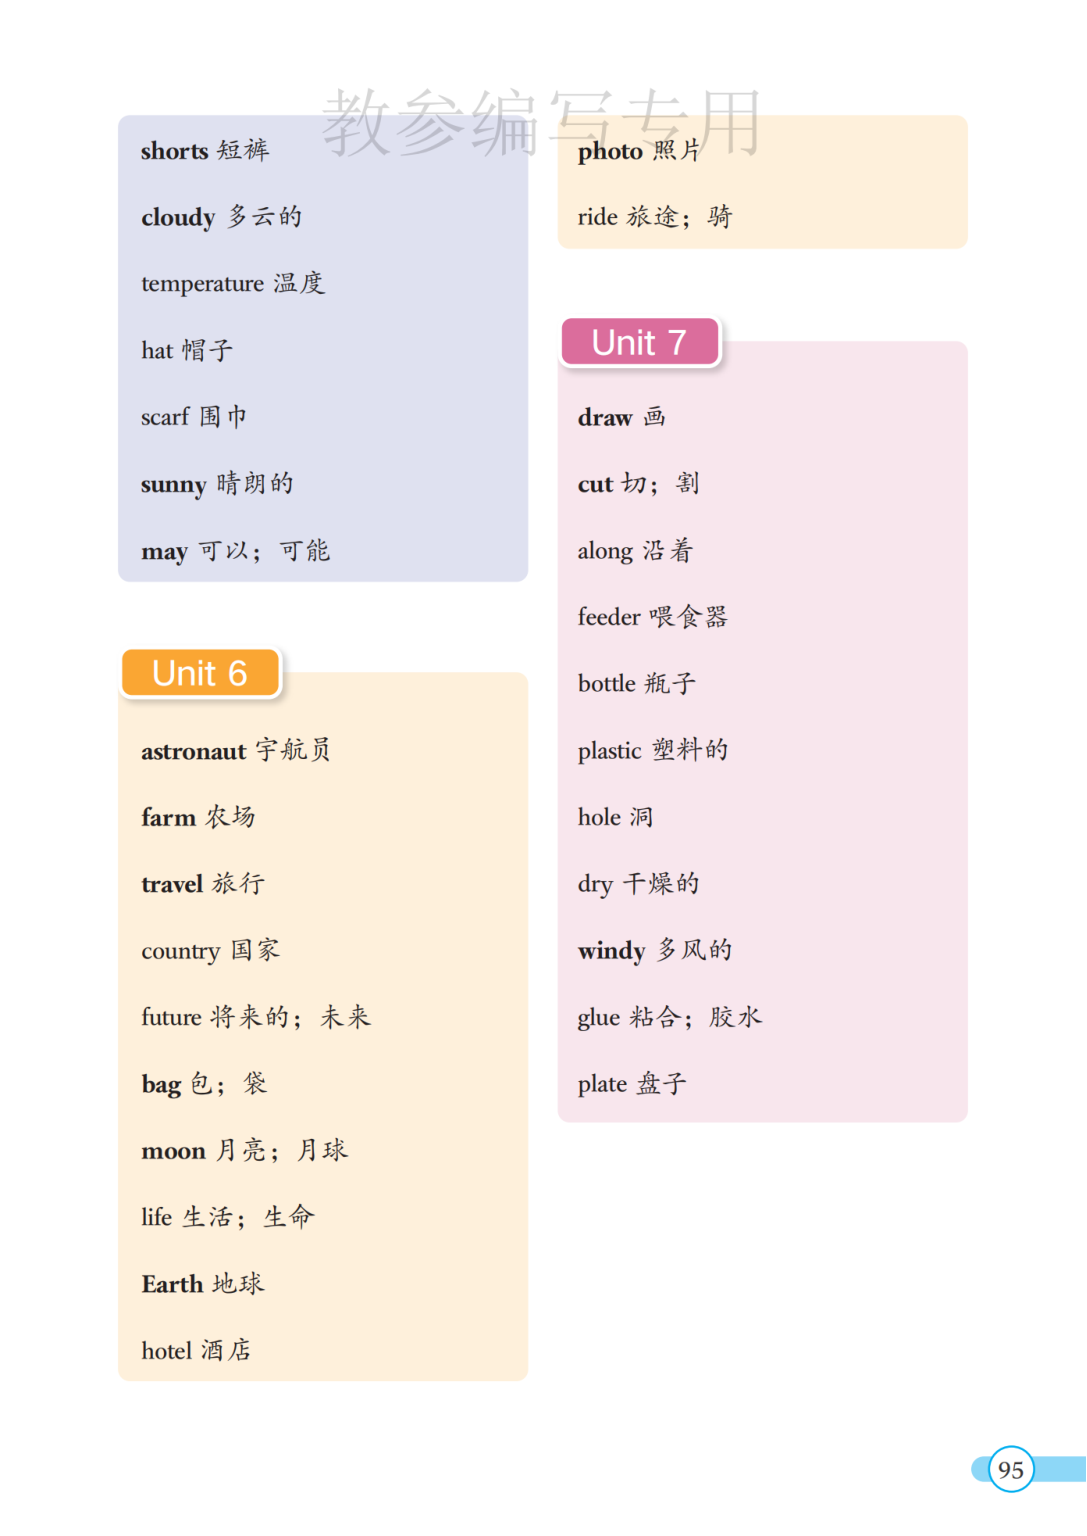 教参编写专用
shorts 短裤
cloudy 多云的
temperature 温度
hat 帽子
scarf 围巾
sunny 晴朗的
may 可以；可能
Unit 6
astronaut 宇航员
farm 农场
travel 旅行
country 国家
future 将来的；未来
bag 包；袋
moon 月亮；月球
life 生活；生命
Earth 地球
hotel 酒店
photo 照片
ride 旅途；骑
Unit 7
draw 画
cut 切；割
along 沿着
feeder 喂食器
bottle 瓶子
plastic 塑料的
hole 洞
dry 干燥的
windy 多风的
glue 粘合；胶水
plate 盘子
95